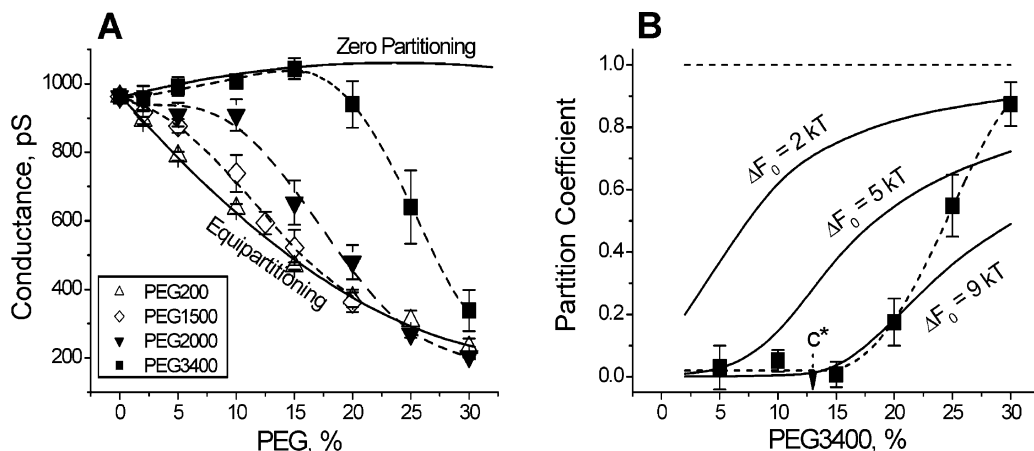 A
Zero Partitioning
1000
800
600
400
200
Conductance, pS
Equipartitioning
PEG200
PEG1500
PEG2000
PEG3400
0 5 10 15 20 25 30
PEG, %
B
1.0
0.8
0.6
0.4
0.2
0.0
Partition Coefficient
ΔF₀ = 2 kT
ΔF₀ = 5 kT
ΔF₀ = 9 kT
c*
0 5 10 15 20 25 30
PEG3400, %